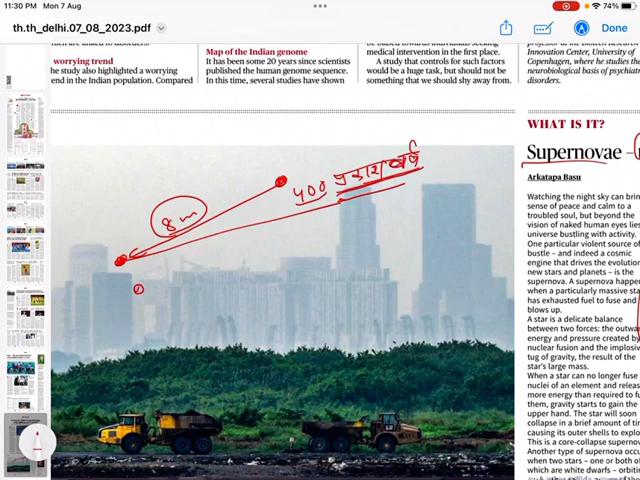 11:30 PM Mon 7 Aug
74%
th.th_delhi.07_08_2023.pdf
Done
worrying trend
he study also highlighted a worrying
end in the Indian population. Compared
Map of the Indian genome
It has been some 20 years since scientists
published the human genome sequence.
In this time, several studies have shown
be biased towards individuals seeking
medical intervention in the first place.
A study that controls for such factors
would be a huge task, but should not be
something that we should shy away from.
Innovation Center, University of
Copenhagen, where he studies the
neurobiological basis of psychiat
disorders.
WHAT IS IT?
Supernovae –
Arkatapa Basu
Watching the night sky can brin
sense of peace and calm to a
troubled soul, but beyond the
vision of naked human eyes lies
universe bustling with activity.
One particular violent source of
bustle – and indeed a cosmic
engine that drives the evolution
new stars and planets – is the
supernova. A supernova happen
when a particularly massive sta
has exhausted fuel to fuse and
blows up.
A star is a delicate balance
between two forces: the outwa
energy and pressure created by
nuclear fusion and the implosiv
tug of gravity, the result of the
star's large mass.
When a star can no longer fuse
nuclei of an element and releas
more energy than required to fu
them, gravity starts to gain the
upper hand. The star will soon
collapse in a brief amount of tim
causing its outer shells to explo
This is a core-collapse supernov
Another type of supernova occu
when two stars – one or both of
which are white dwarfs – orbitin
8m
400